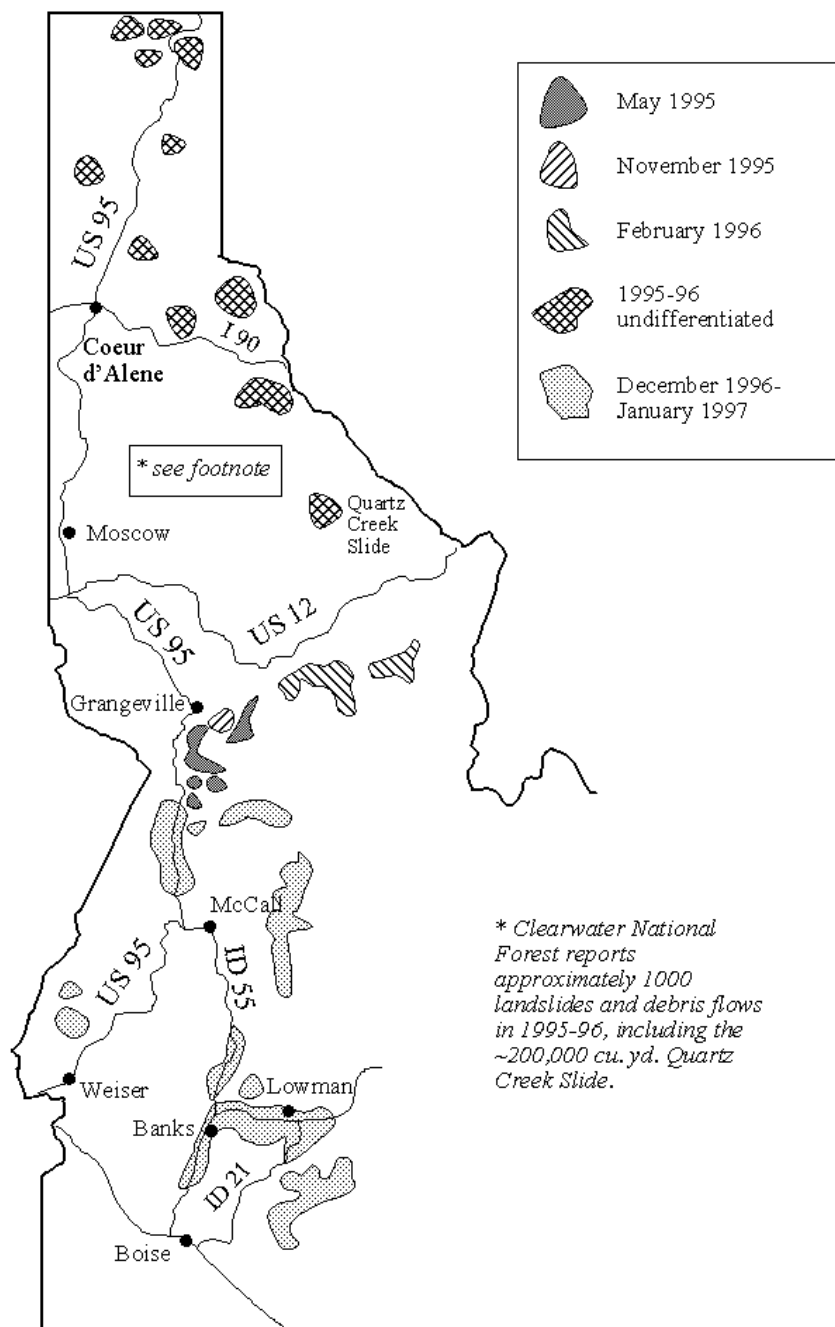 US 95
I 90
Coeur
d'Alene
* see footnote
Moscow
Quartz
Creek
Slide
US 12
US 95
Grangeville
McCall
US 95
ID 55
Weiser
Lowman
Banks
ID 21
Boise
May 1995
November 1995
February 1996
1995-96
undifferentiated
December 1996-
January 1997
* Clearwater National
Forest reports
approximately 1000
landslides and debris flows
in 1995-96, including the
~200,000 cu. yd. Quartz
Creek Slide.